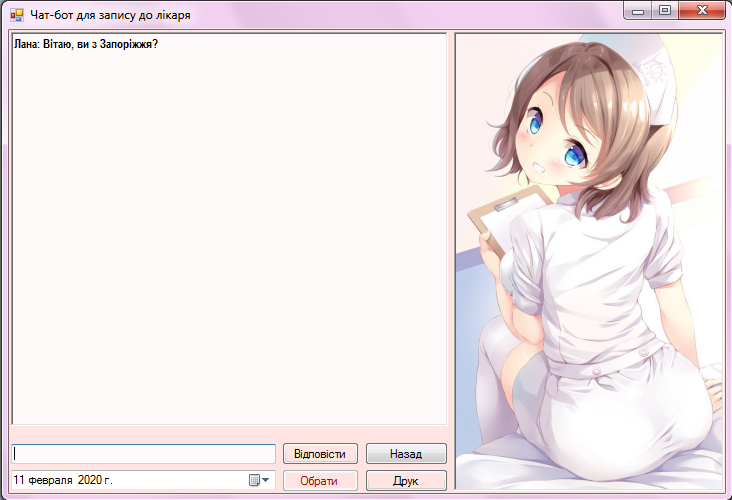 Чат-бот для запису до лікаря
Лана: Вітаю, ви з Запоріжжя?
Відповісти
Назад
11 февраля 2020 г.
Обрати
Друк